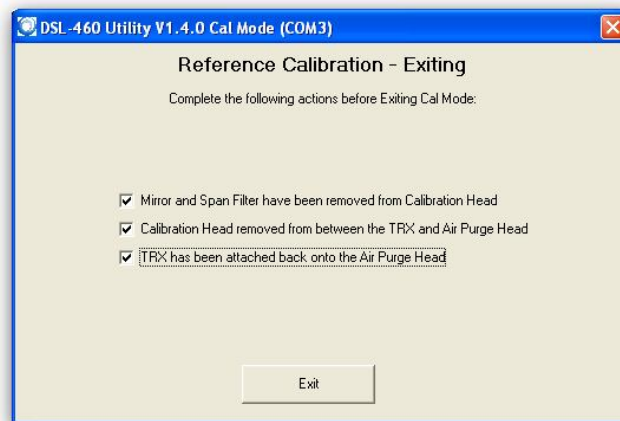 DSL-460 Utility V1.4.0 Cal Mode (COM3)
Reference Calibration - Exiting
Complete the following actions before Exiting Cal Mode:
Mirror and Span Filter have been removed from Calibration Head
Calibration Head removed from between the TRX and Air Purge Head
TRX has been attached back onto the Air Purge Head
Exit